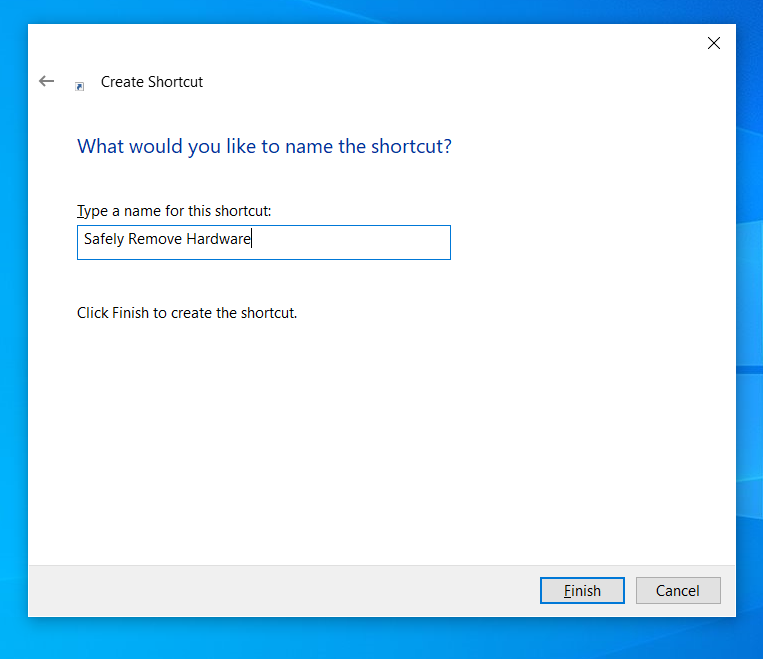 Create Shortcut
What would you like to name the shortcut?
Type a name for this shortcut:
Safely Remove Hardware
Click Finish to create the shortcut.
Finish Cancel